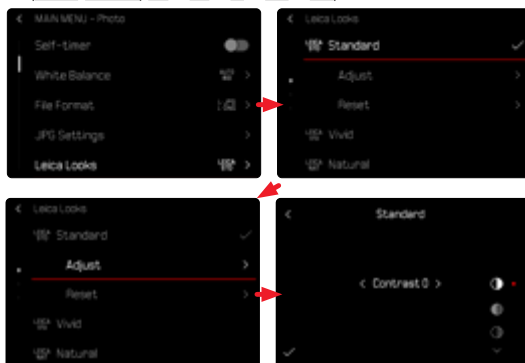 MAIN MENU - Photo
Self-timer
White Balance
File Format
JPG Settings
Leica Looks
Leica Looks
Standard
Adjust
Reset
Vivid
Natural
Leica Looks
Standard
Adjust
Reset
Vivid
Natural
Standard
Contrast 0